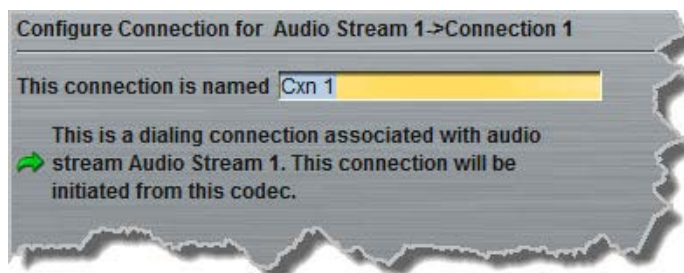 Configure Connection for Audio Stream 1->Connection 1
This connection is named Cxn 1
This is a dialing connection associated with audio
stream Audio Stream 1. This connection will be
initiated from this codec.